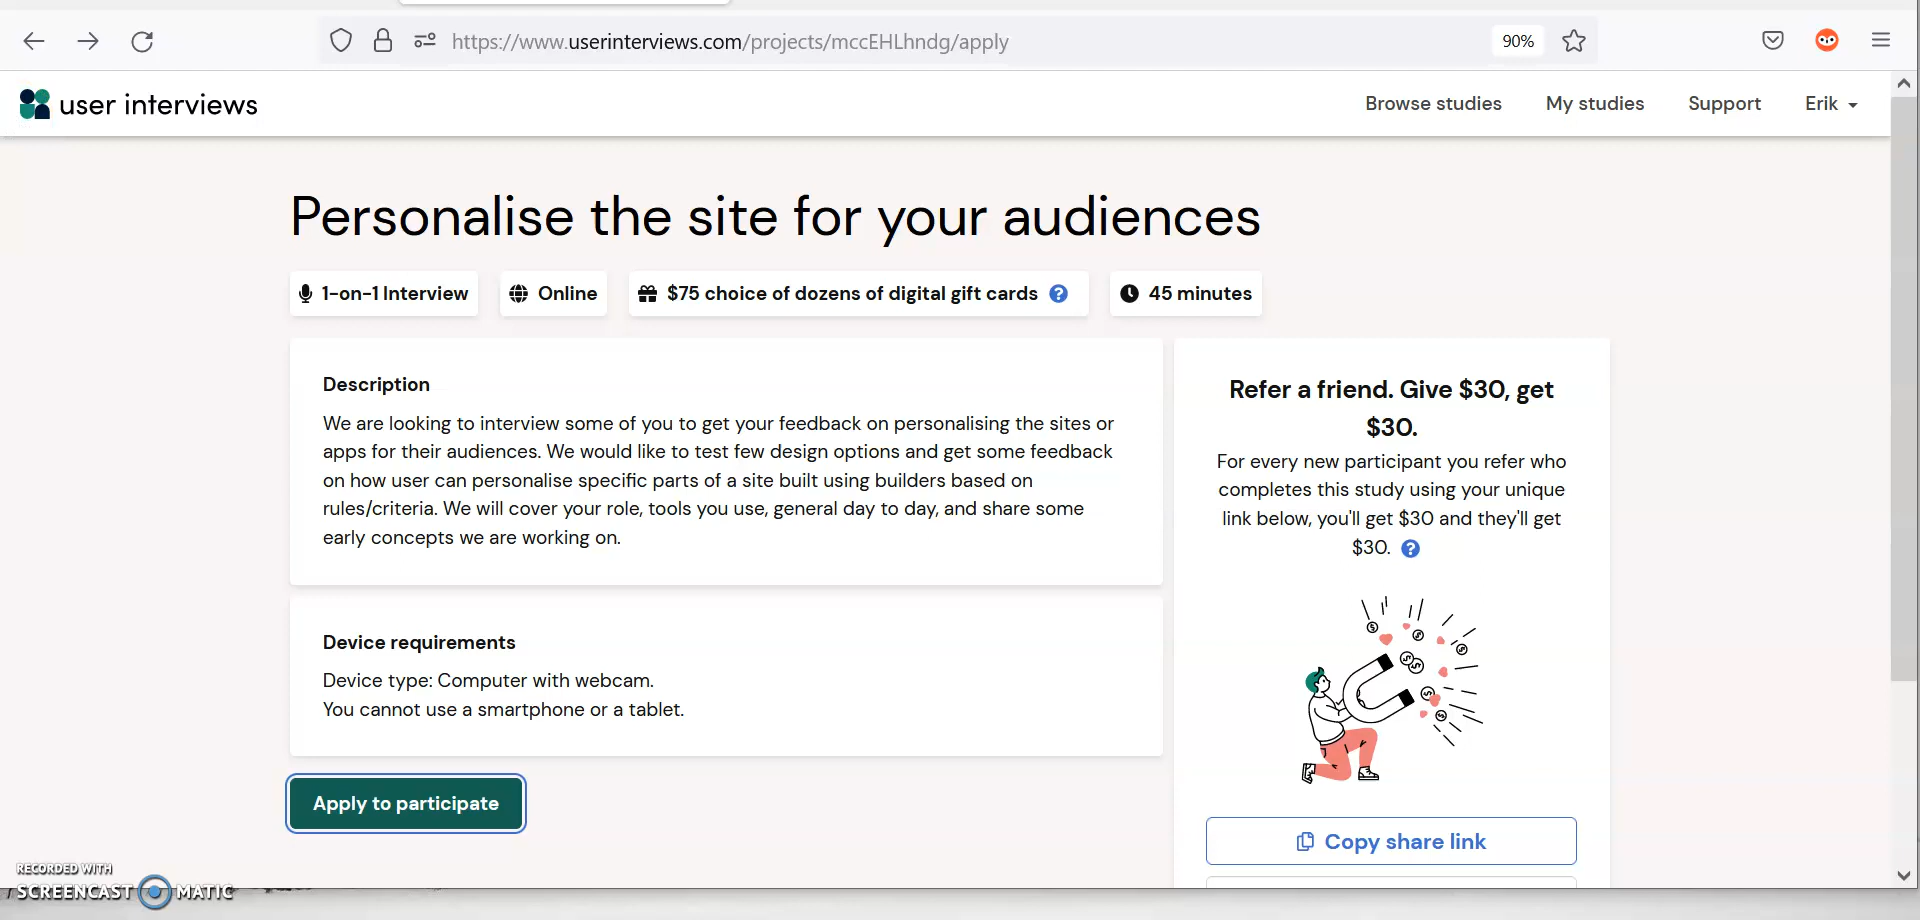 https://www.userinterviews.com/projects/mccEHLhndg/apply
90%
user interviews
Browse studies
My studies
Support
Erik
Personalise the site for your audiences
1-on-1 Interview
Online
$75 choice of dozens of digital gift cards ?
45 minutes
Description
We are looking to interview some of you to get your feedback on personalising the sites or
apps for their audiences. We would like to test few design options and get some feedback
on how user can personalise specific parts of a site built using builders based on
rules/criteria. We will cover your role, tools you use, general day to day, and share some
early concepts we are working on.
Device requirements
Device type: Computer with webcam.
You cannot use a smartphone or a tablet.
Apply to participate
Refer a friend. Give $30, get
$30.
For every new participant you refer who
completes this study using your unique
link below, you'll get $30 and they'll get
$30. ?
Copy share link
RECORDED WITH
SCREENCAST MATIC